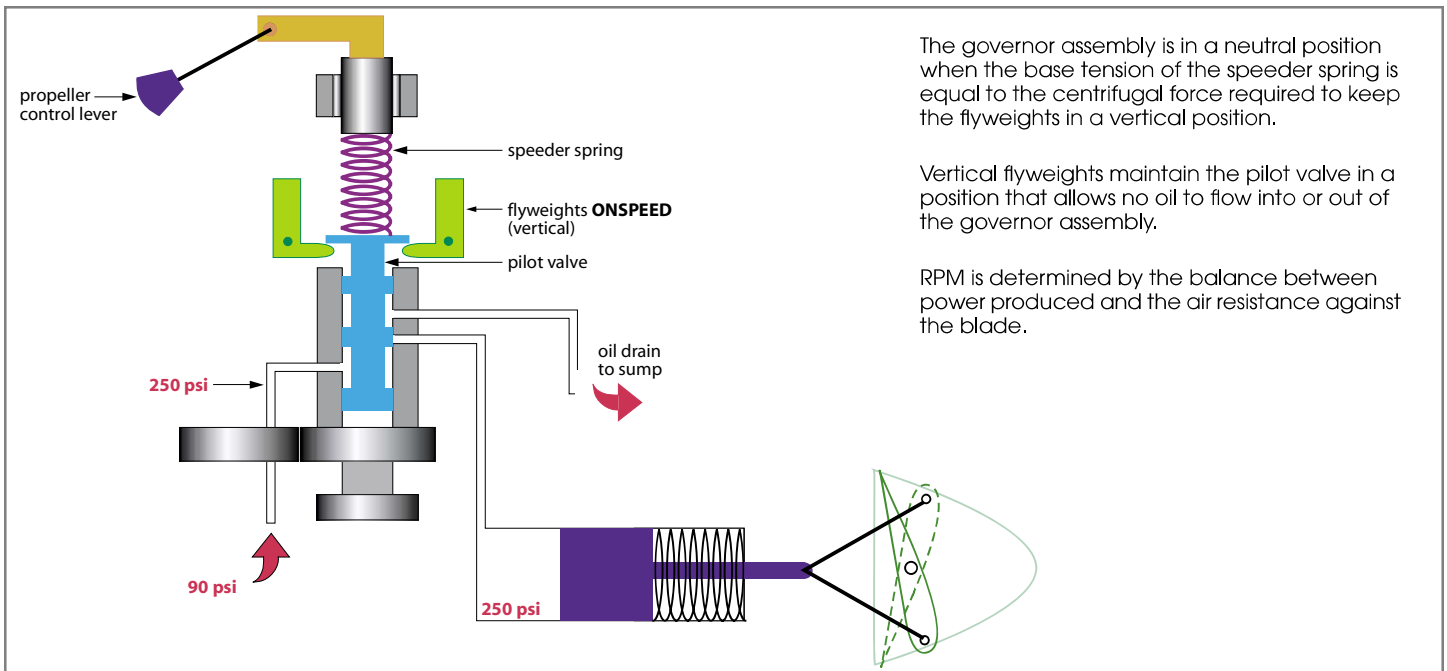 propeller
control lever
speeder spring
flyweights ONSPEED
(vertical)
pilot valve
250 psi
oil drain
to sump
90 psi
250 psi
The governor assembly is in a neutral position
when the base tension of the speeder spring is
equal to the centrifugal force required to keep
the flyweights in a vertical position.
Vertical flyweights maintain the pilot valve in a
position that allows no oil to flow into or out of
the governor assembly.
RPM is determined by the balance between
power produced and the air resistance against
the blade.